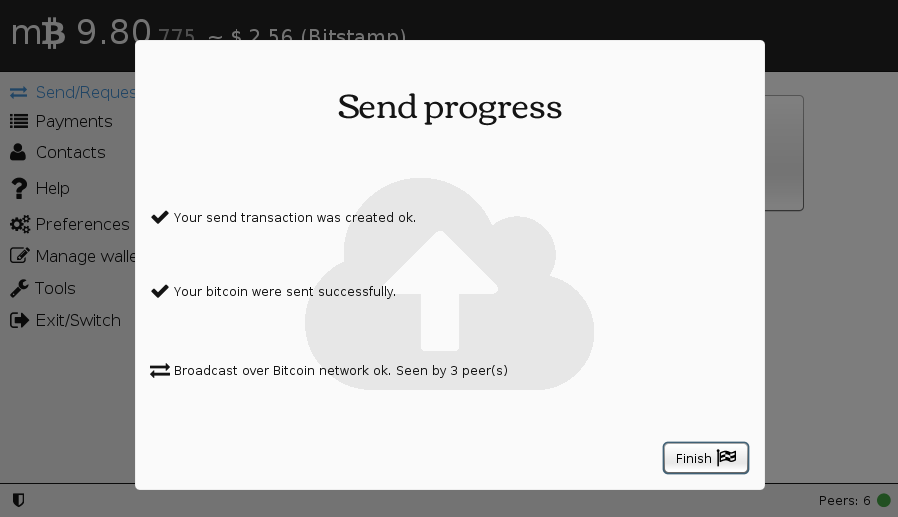 mɃ 9.80 775 ~ $ 2.56 (Bitstamp)
Send/Reques
Payments
Contacts
Help
Preferences
Manage walle
Tools
Exit/Switch
Send progress
Your send transaction was created ok.
Your bitcoin were sent successfully.
Broadcast over Bitcoin network ok. Seen by 3 peer(s)
Finish
Peers: 6